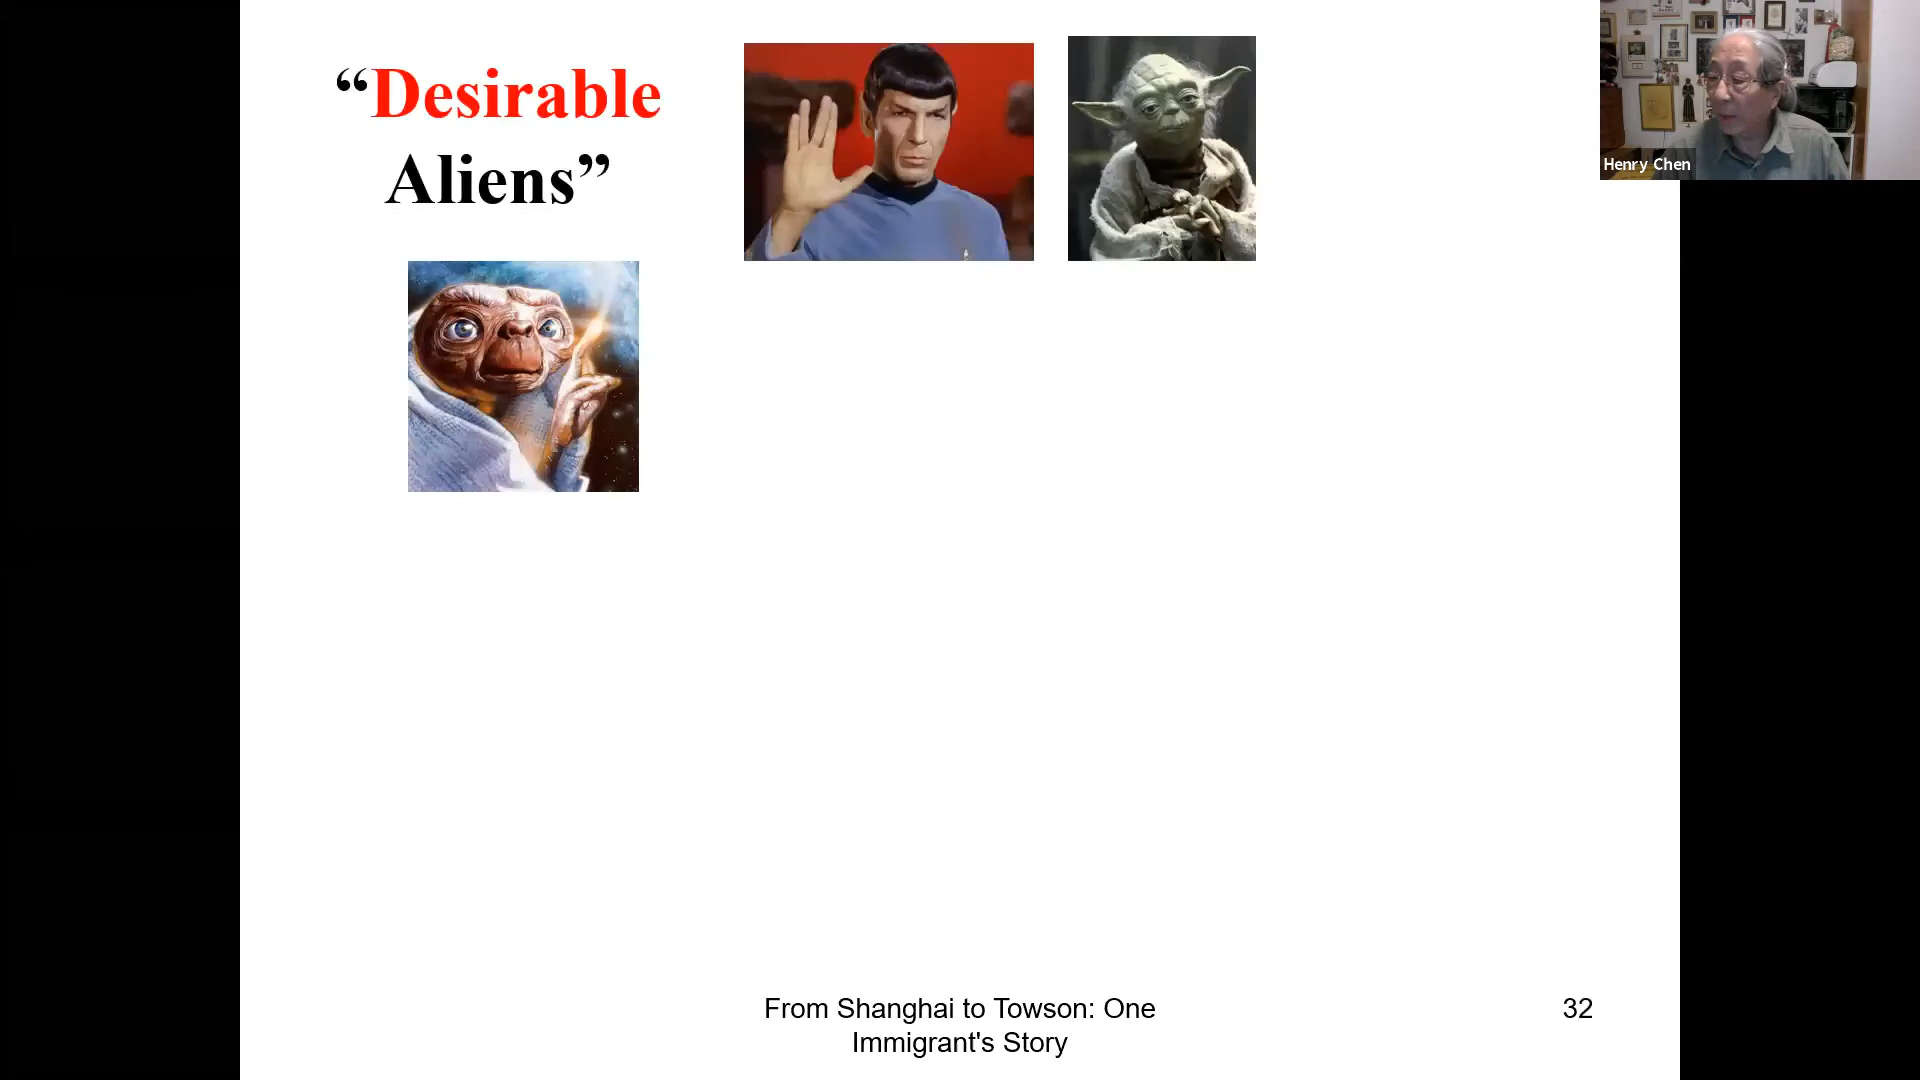 “Desirable
Aliens”
Henry Chen
From Shanghai to Towson: One
Immigrant's Story
32